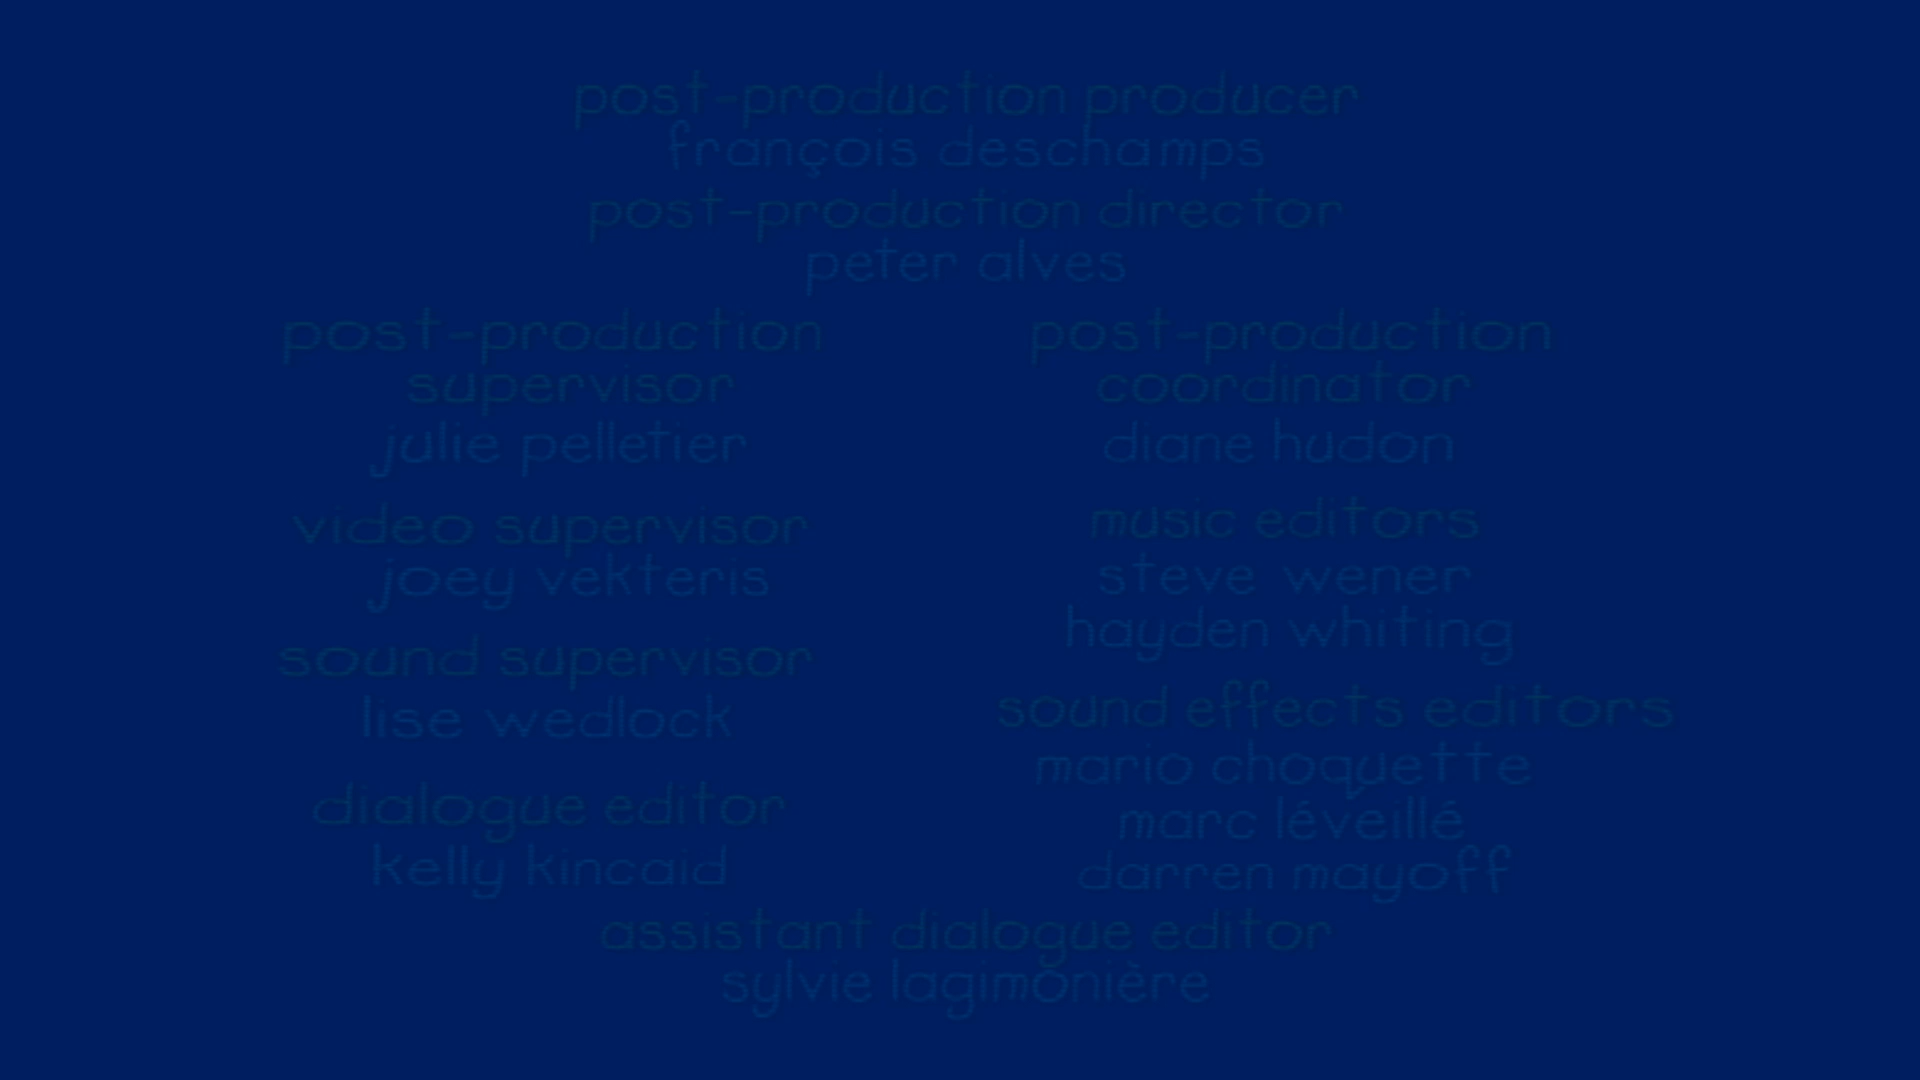 post-production producer
françois deschamps
post-production director
peter alves
post-production
supervisor
julie pelletier
video supervisor
joey vekteris
sound supervisor
lise wedlock
dialogue editor
kelly kincaid
post-production
coordinator
diane hudon
music editors
steve wener
hayden whiting
sound effects editors
mario choquette
marc léveillé
darren mayoff
assistant dialogue editor
sylvie lagimonière